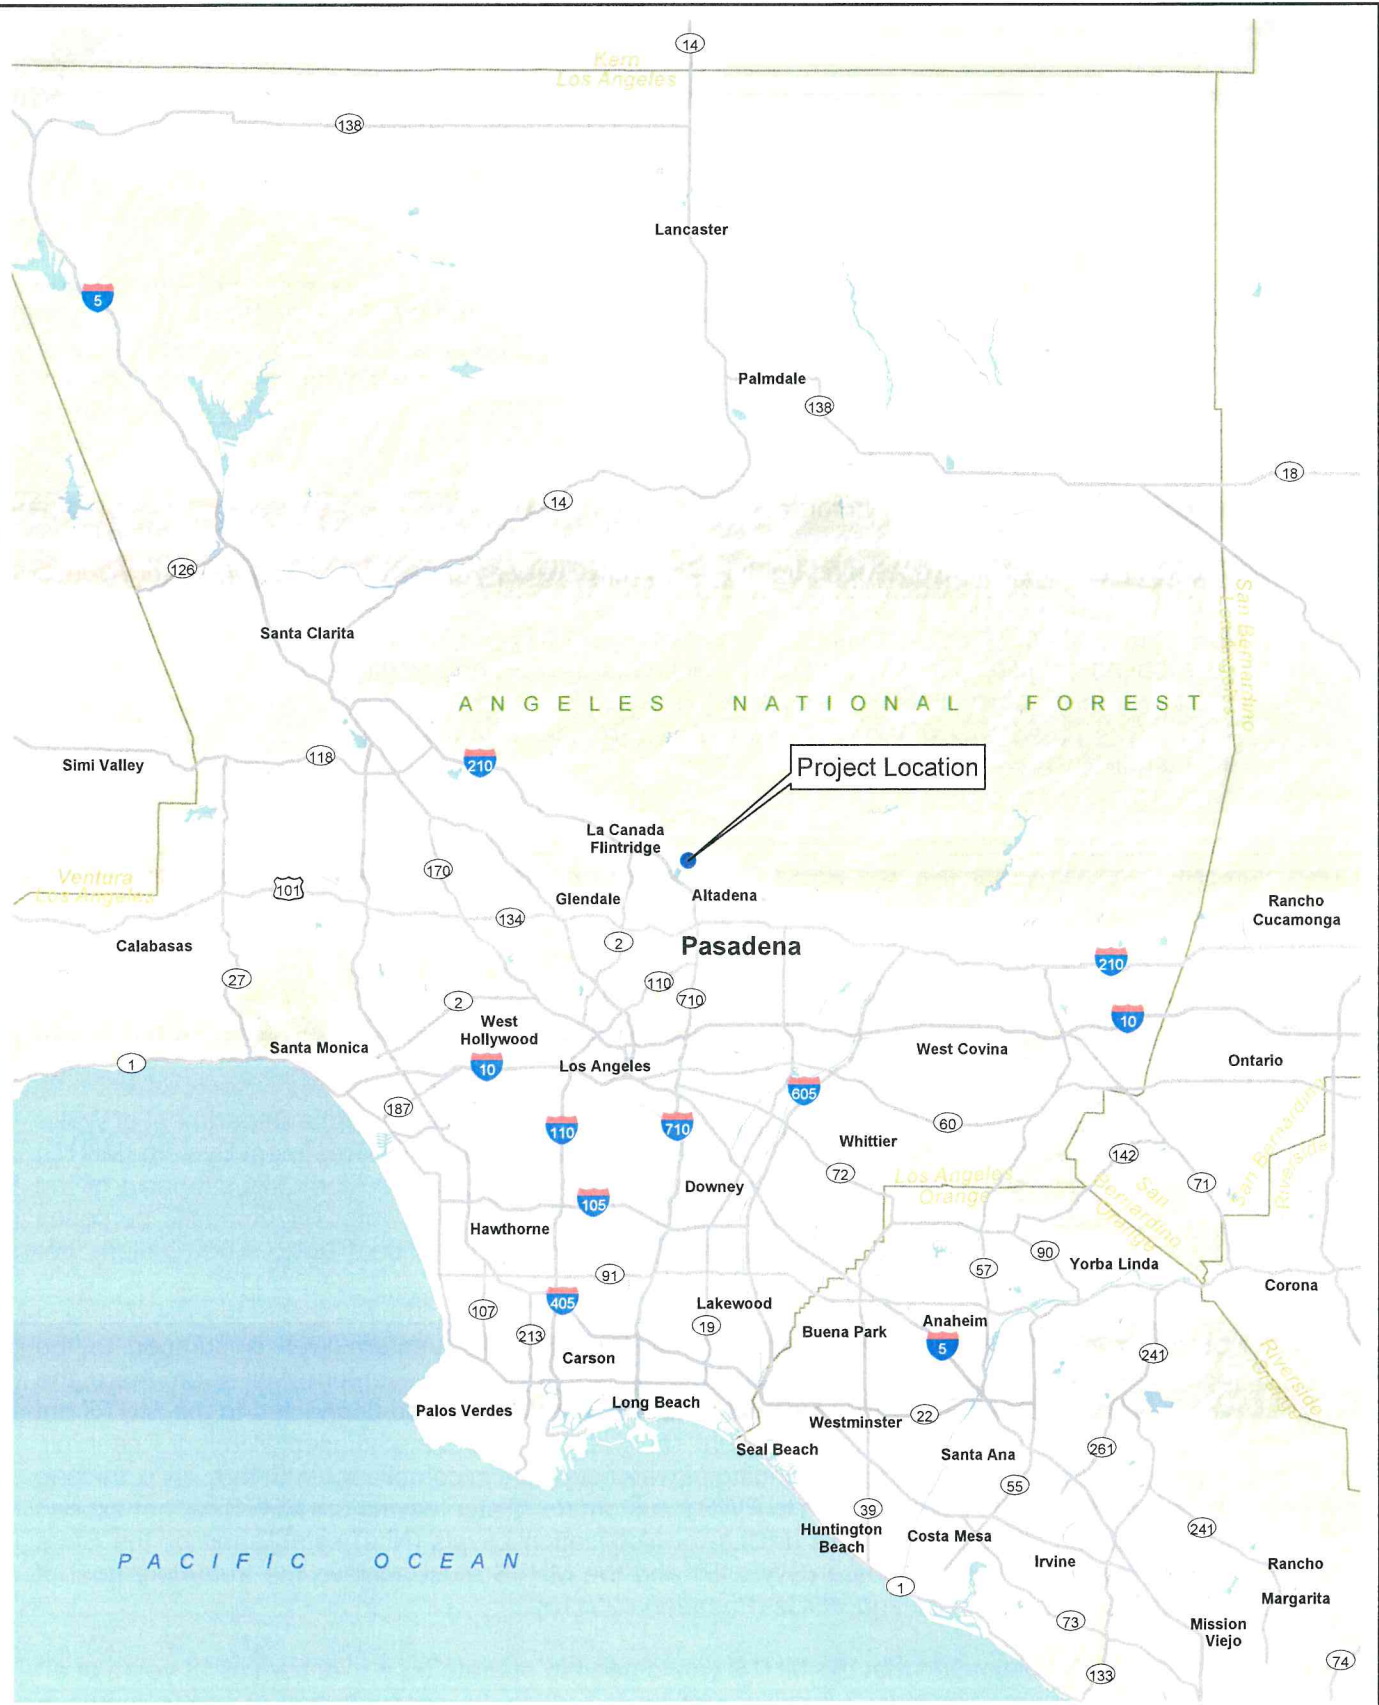 14
Kern
Los Angeles
138
Lancaster
5
Palmdale
138
18
14
126
San Bernardino
Los Angeles
Santa Clarita
ANGELES NATIONAL FOREST
118
Simi Valley
210
Project Location
La Canada
Flintridge
170
Ventura
Los Angeles
101
Glendale
Altadena
Rancho
Cucamonga
134
2
Pasadena
Calabasas
210
27
110
710
2
10
West
Hollywood
Santa Monica
West Covina
1
10
Los Angeles
Ontario
605
187
110
710
60
Whittier
142
72
Los Angeles
Orange
San
Bernardino
Orange
71
San Bernardino
Riverside
Downey
105
Hawthorne
90
57
Yorba Linda
91
Corona
405
107
Lakewood
19
213
Buena Park
Anaheim
5
241
Carson
Riverside
Orange
Long Beach
Palos Verdes
Westminster
22
Seal Beach
Santa Ana
261
55
39
Huntington
Beach
Costa Mesa
241
PACIFIC OCEAN
Irvine
Rancho
1
Margarita
73
Mission
Viejo
74
133